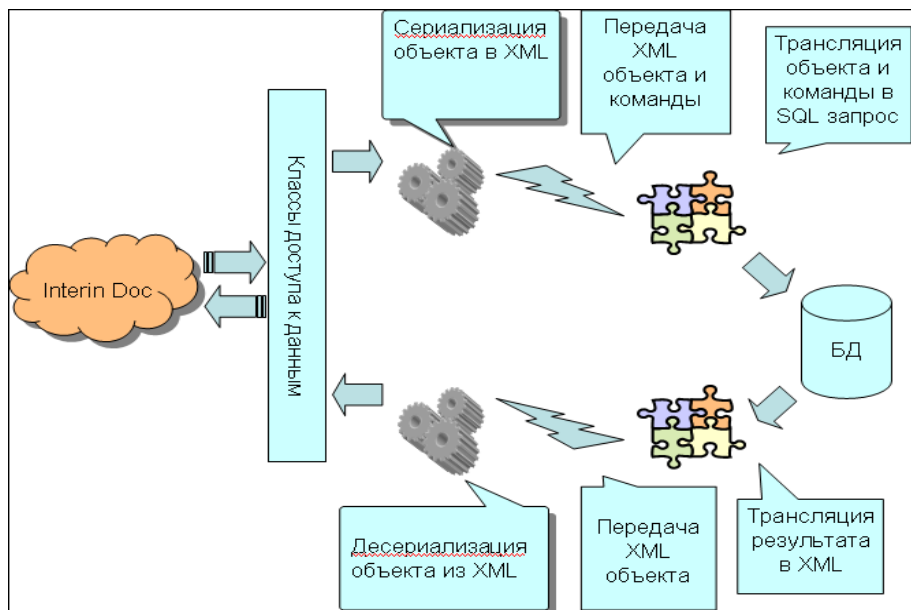 Сериализация
объекта в XML
Передача
XML
объекта и
команды
Трансляция
объекта и
команды в
SQL запрос
Классы доступа к данным
Interin Doc
БД
Десериализация
объекта из XML
Передача
XML
объекта
Трансляция
результата
в XML